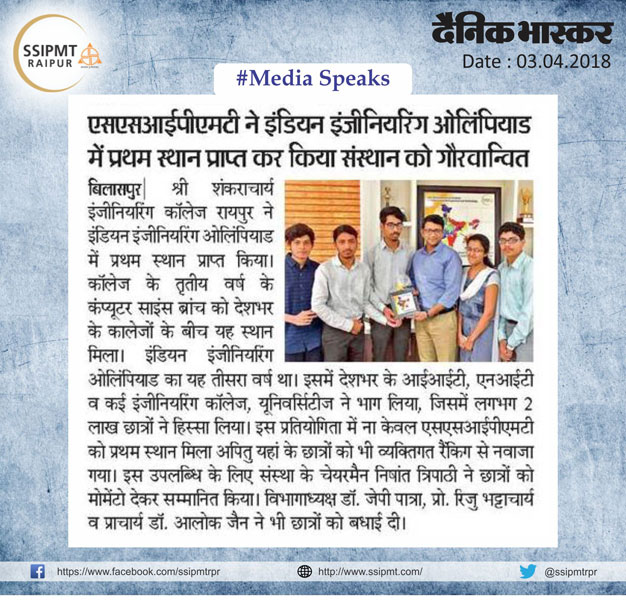 SSIPMT
RAIPUR
दैनिक भास्कर
Date : 03.04.2018
#Media Speaks
एसएसआईपीएमटी ने इंडियन इंजीनियरिंग ओलिंपियाड
में प्रथम स्थान प्राप्त कर किया संस्थान को गौरवान्वित
बिलासपुर| श्री शंकराचार्य
इंजीनियरिंग कॉलेज रायपुर ने
इंडियन इंजीनियरिंग ओलिंपियाड
में प्रथम स्थान प्राप्त किया।
कॉलेज के तृतीय वर्ष के
कंप्यूटर साइंस ब्रांच को देशभर
के कालेजों के बीच यह स्थान
मिला। इंडियन इंजीनियरिंग
ओलिंपियाड का यह तीसरा वर्ष था। इसमें देशभर के आईआईटी, एनआईटी
व कई इंजीनियरिंग कॉलेज, यूनिवर्सिटीज ने भाग लिया, जिसमें लगभग 2
लाख छात्रों ने हिस्सा लिया। इस प्रतियोगिता में ना केवल एसएसआईपीएमटी
को प्रथम स्थान मिला अपितु यहां के छात्रों को भी व्यक्तिगत रैंकिंग से नवाजा
गया। इस उपलब्धि के लिए संस्था के चेयरमैन निषांत त्रिपाठी ने छात्रों को
मोमेंटो देकर सम्मानित किया। विभागाध्यक्ष डॉ. जेपी पात्रा, प्रो. रिजु भट्टाचार्य
व प्राचार्य डॉ. आलोक जैन ने भी छात्रों को बधाई दी।
https://www.facebook.com/ssipmtrpr
http://www.ssipmt.com/
@ssipmtrpr